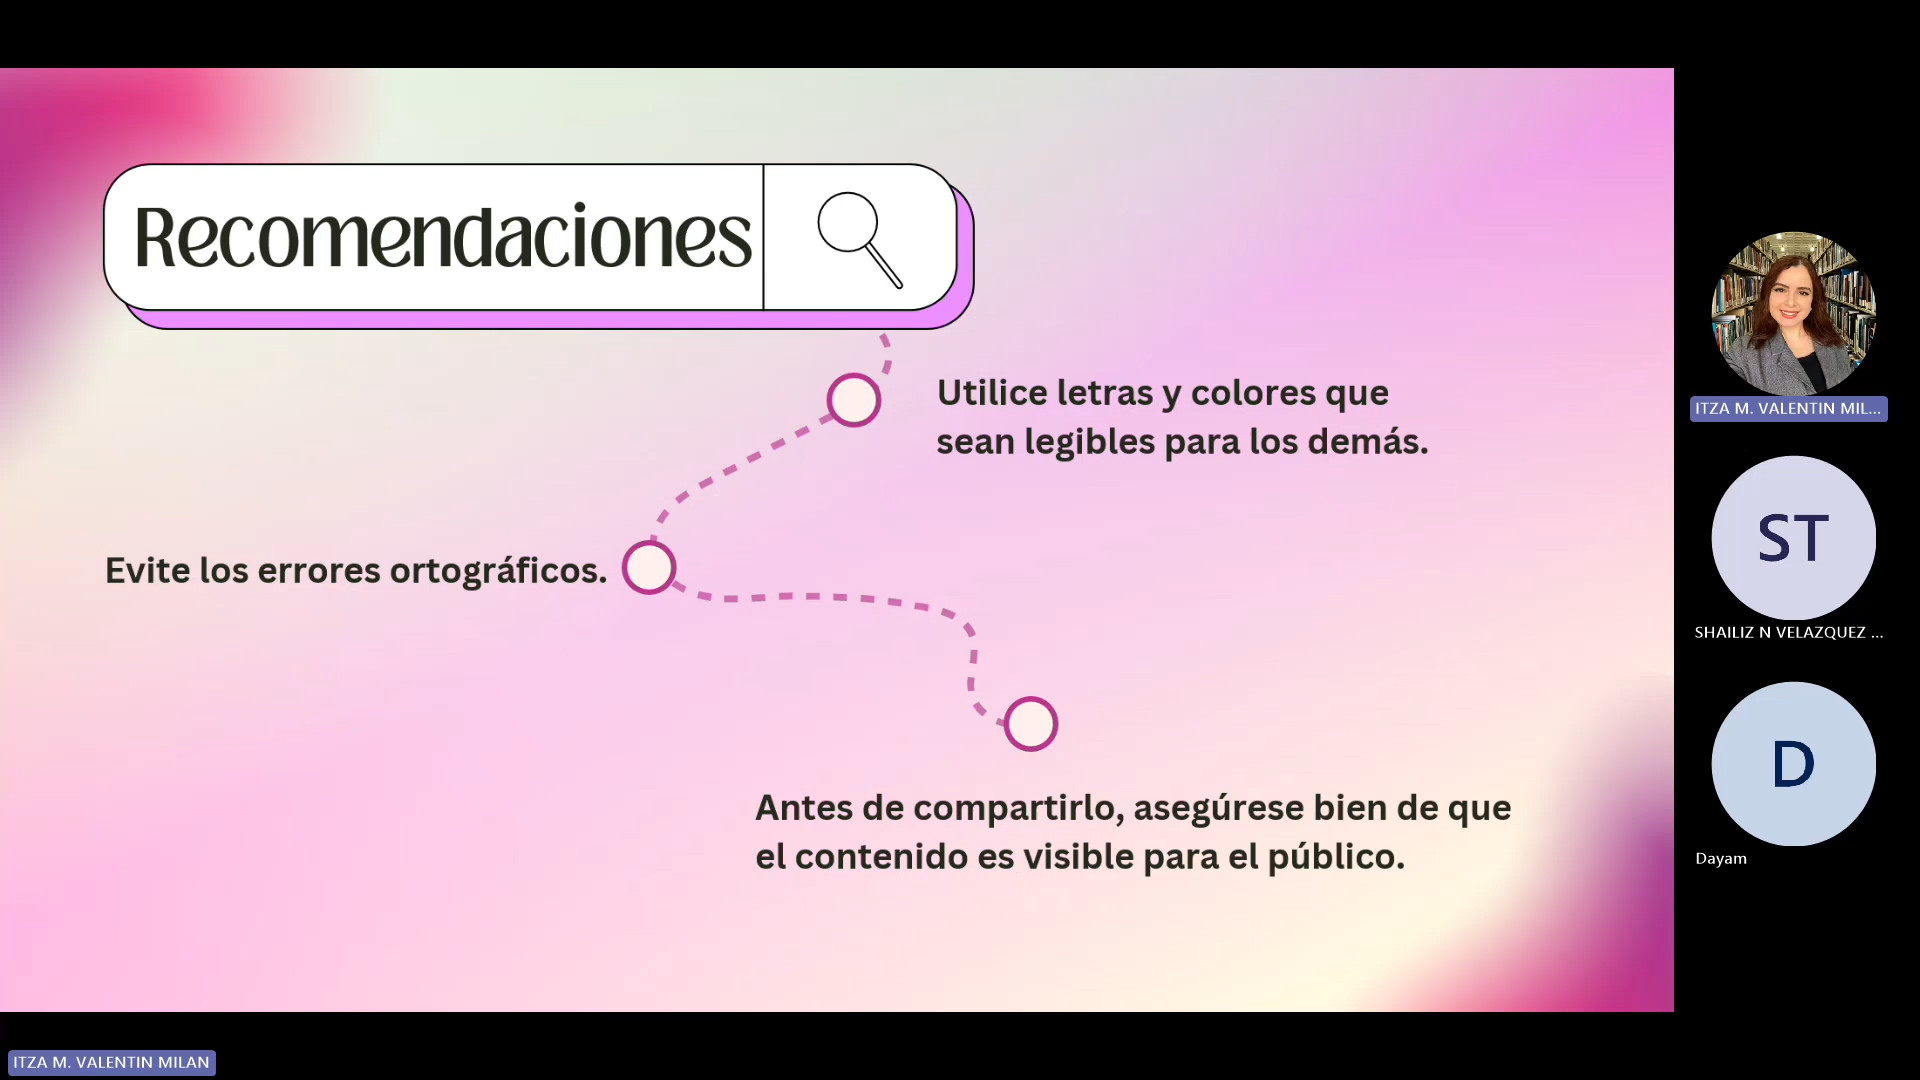 Recomendaciones
Utilice letras y colores que
sean legibles para los demás.
Evite los errores ortográficos.
Antes de compartirlo, asegúrese bien de que
el contenido es visible para el público.
ITZA M. VALENTIN MIL...
ST
SHAILIZ N VELAZQUEZ ...
D
Dayam
ITZA M. VALENTIN MILAN